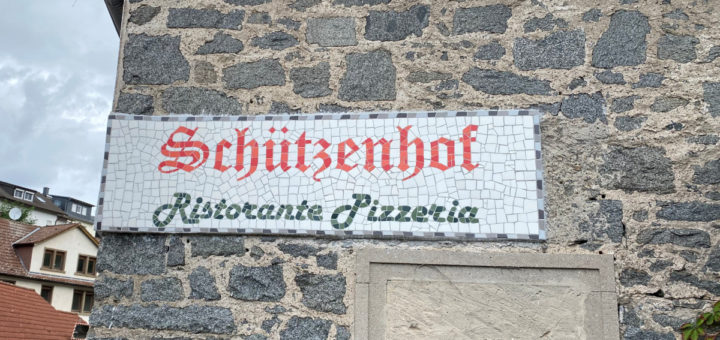 Schützenhof
Ristorante Pizzeria